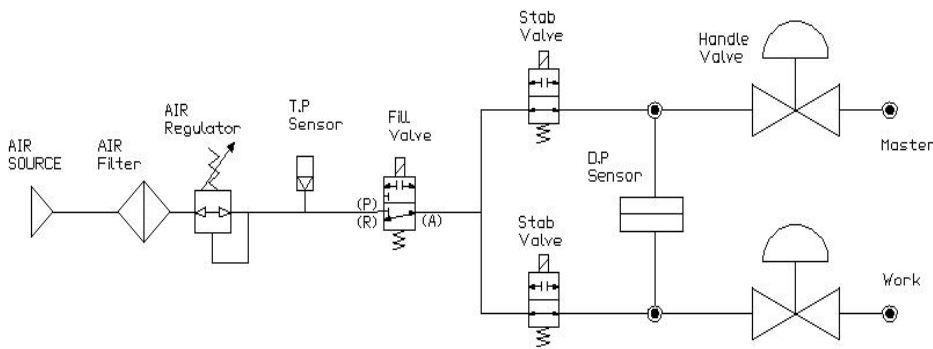 AIR
SOURCE
AIR
Filter
AIR
Regulator
T.P
Sensor
Fill
Valve
(P)
(R)
(A)
Stab
Valve
Stab
Valve
D.P
Sensor
Handle
Valve
Master
Work